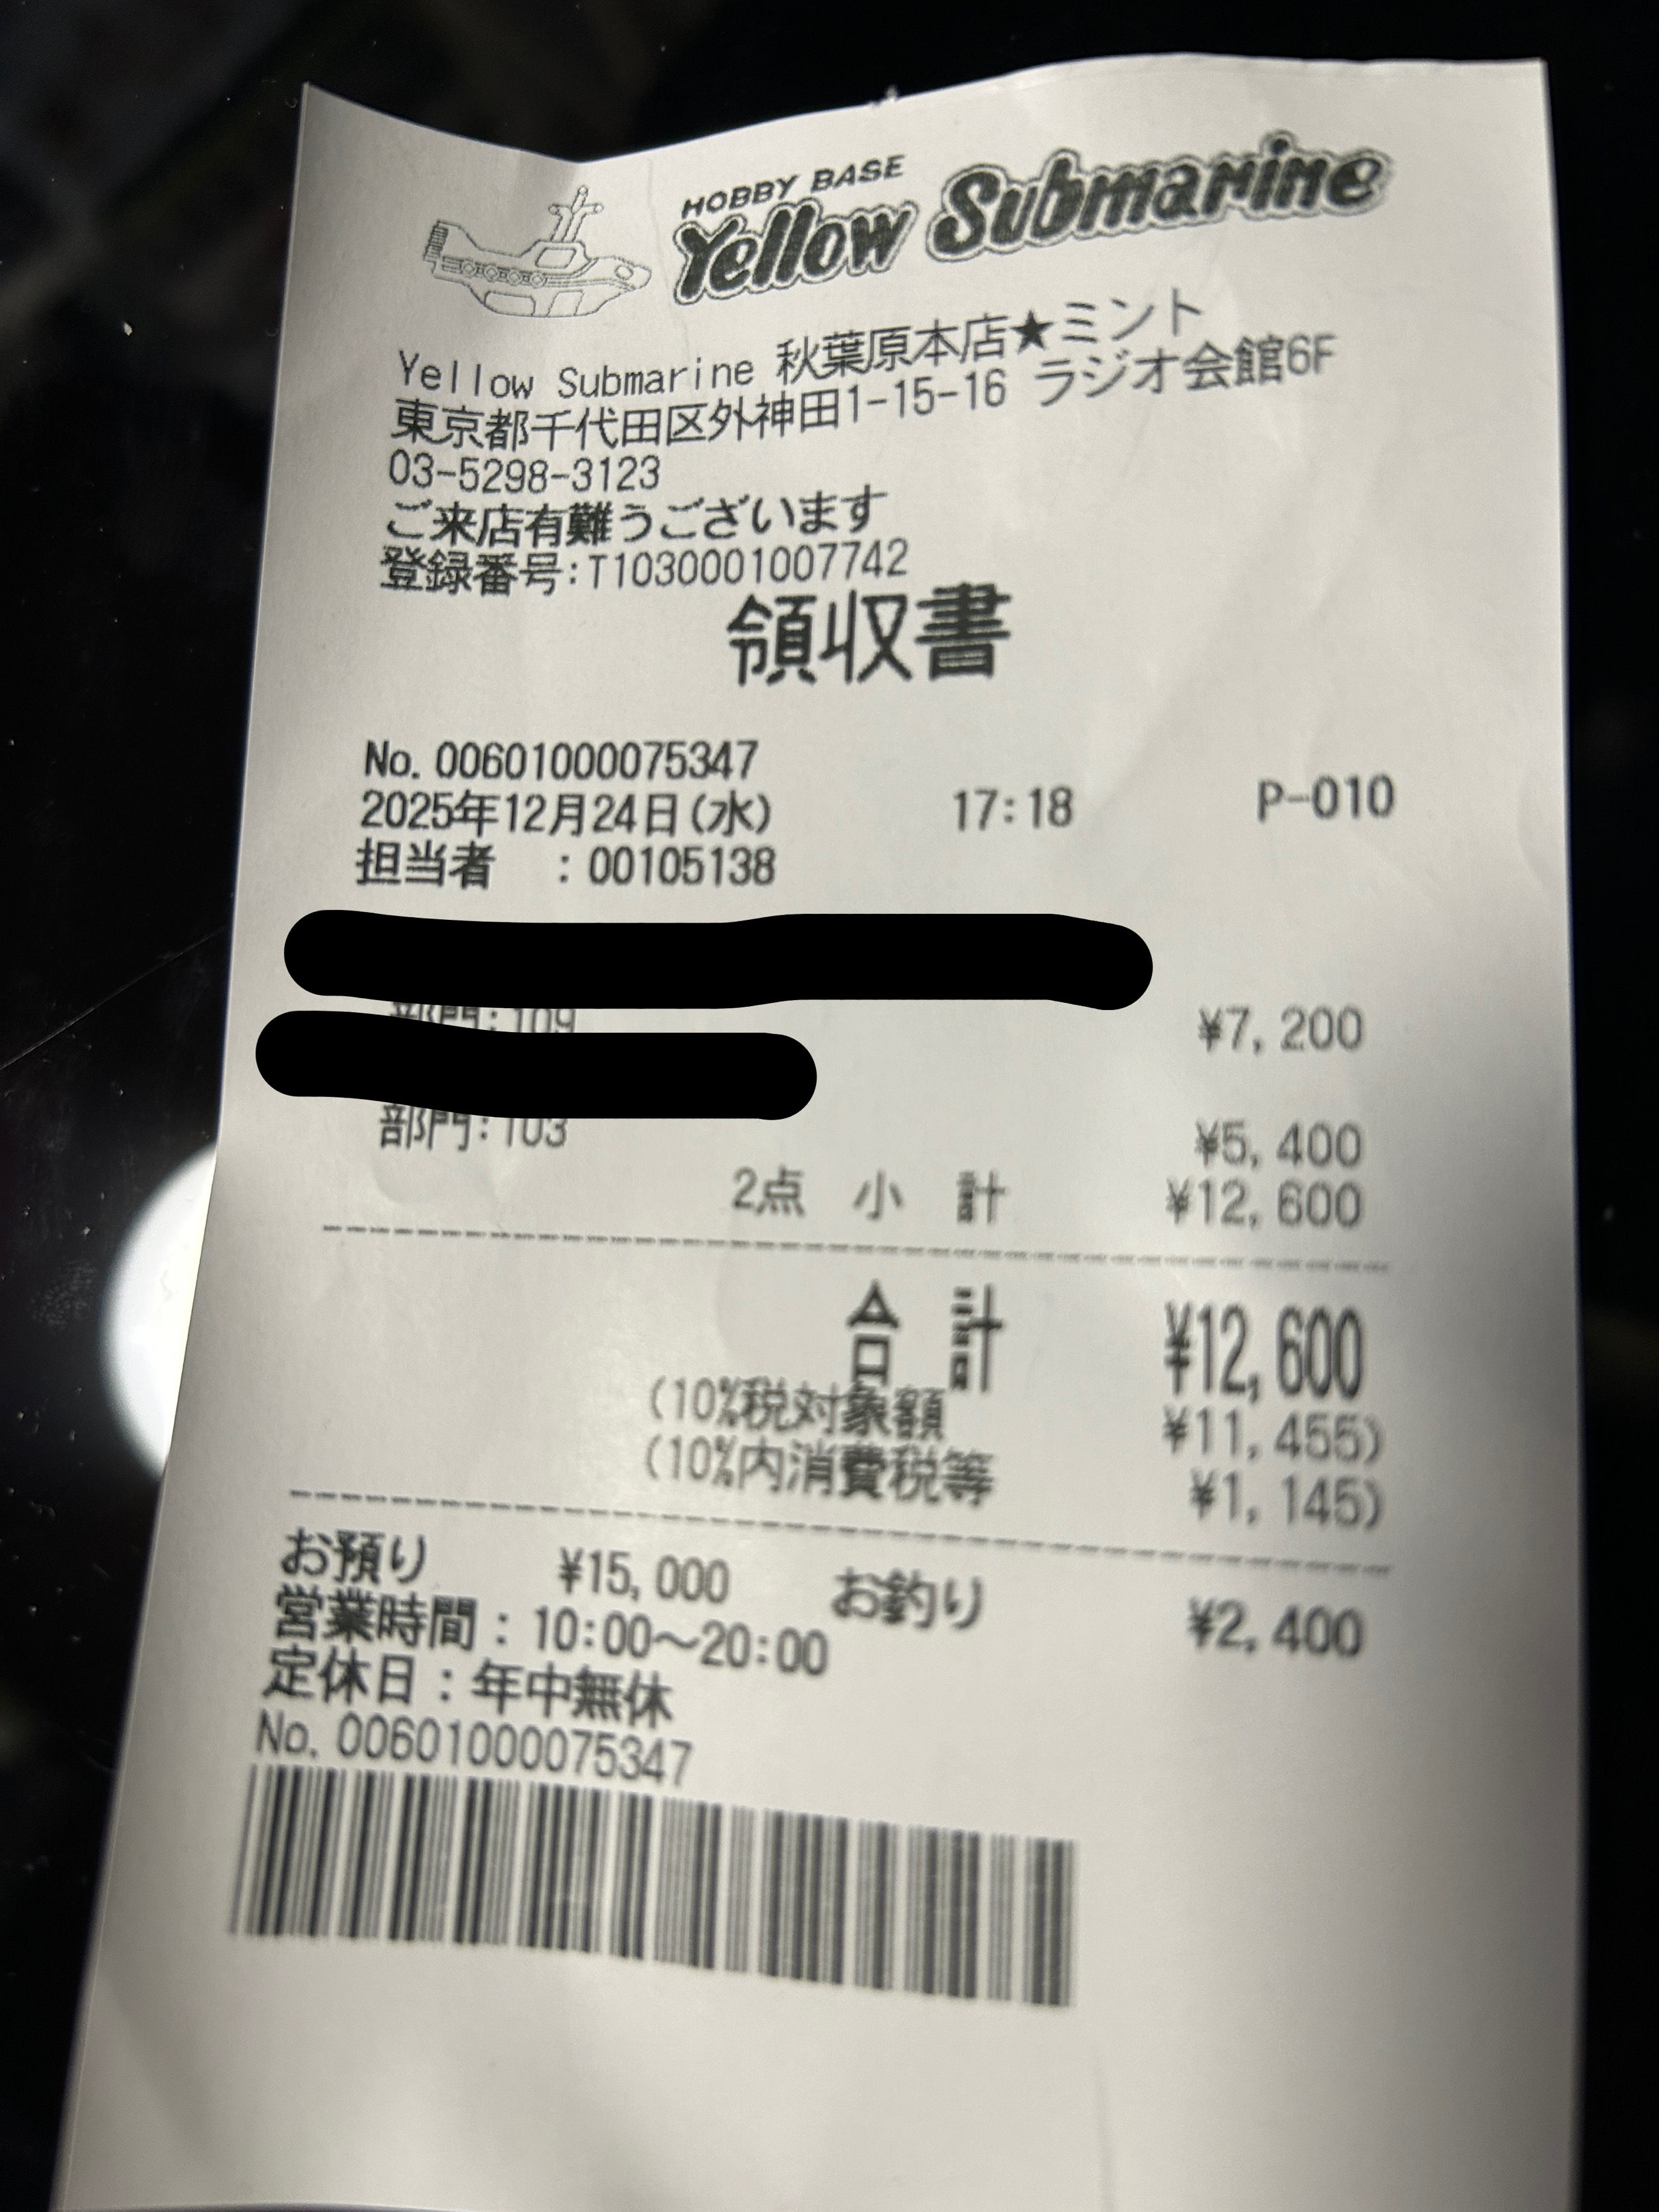 HOBBY BASE
Yellow Submarine
Yellow Submarine 秋葉原本店★ミント
東京都千代田区外神田1-15-16 ラジオ会館6F
03-5298-3123
ご来店有難うございます
登録番号:T1030001007742
領収書
No.00601000075347
2025年12月24日(水) 17:18 P-010
担当者 :00105138
部門:109 ¥7,200
部門:103 ¥5,400
2点 小 計 ¥12,600
合 計 ¥12,600
(10%税対象額 ¥11,455)
(10%内消費税等 ¥1,145)
お預り ¥15,000 お釣り ¥2,400
営業時間:10:00～20:00
定休日:年中無休
No.00601000075347